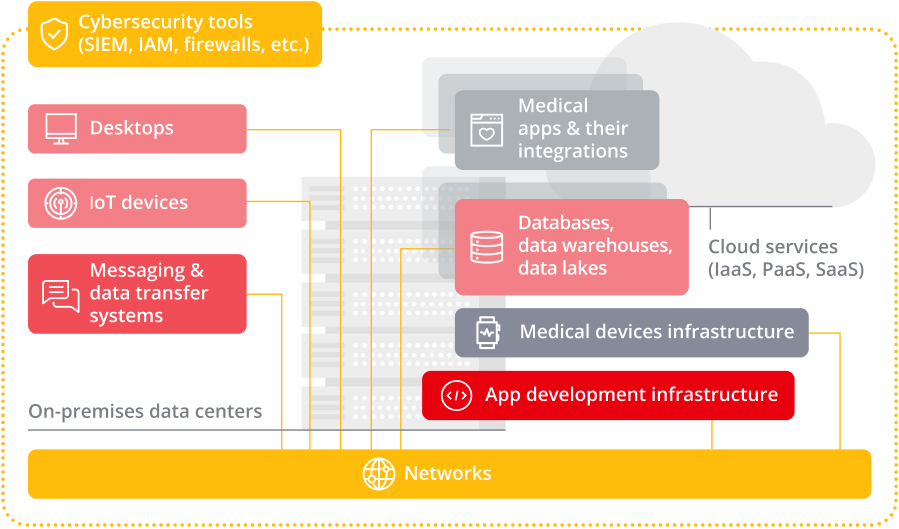 Cybersecurity tools
(SIEM, IAM, firewalls, etc.)
Desktops
IoT devices
Messaging &
data transfer
systems
On-premises data centers
Medical
apps & their
integrations
Databases,
data warehouses,
data lakes
Cloud services
(IaaS, PaaS, SaaS)
Medical devices infrastructure
App development infrastructure
Networks